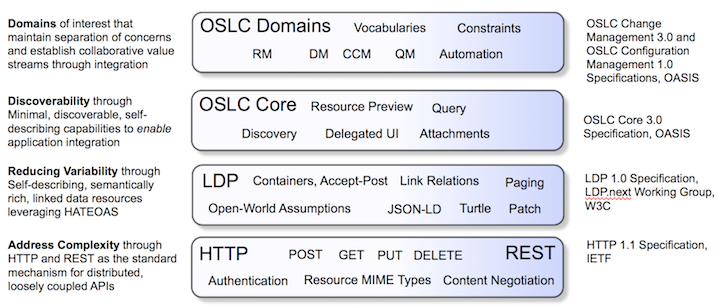 Domains of interest that
maintain separation of concerns
and establish collaborative value
streams through integration
OSLC Domains Vocabularies Constraints
RM DM CCM QM Automation
OSLC Change
Management 3.0 and
OSLC Configuration
Management 1.0
Specifications, OASIS
Discoverability through
Minimal, discoverable, self-
describing capabilities to enable
application integration
OSLC Core Resource Preview Query
Discovery Delegated UI Attachments
OSLC Core 3.0
Specification, OASIS
Reducing Variability through
Self-describing, semantically
rich, linked data resources
leveraging HATEOAS
LDP Containers, Accept-Post Link Relations Paging
Open-World Assumptions JSON-LD Turtle Patch
LDP 1.0 Specification,
LDP.next Working Group,
W3C
Address Complexity through
HTTP and REST as the standard
mechanism for distributed,
loosely coupled APIs
HTTP POST GET PUT DELETE REST
Authentication Resource MIME Types Content Negotiation
HTTP 1.1 Specification,
IETF